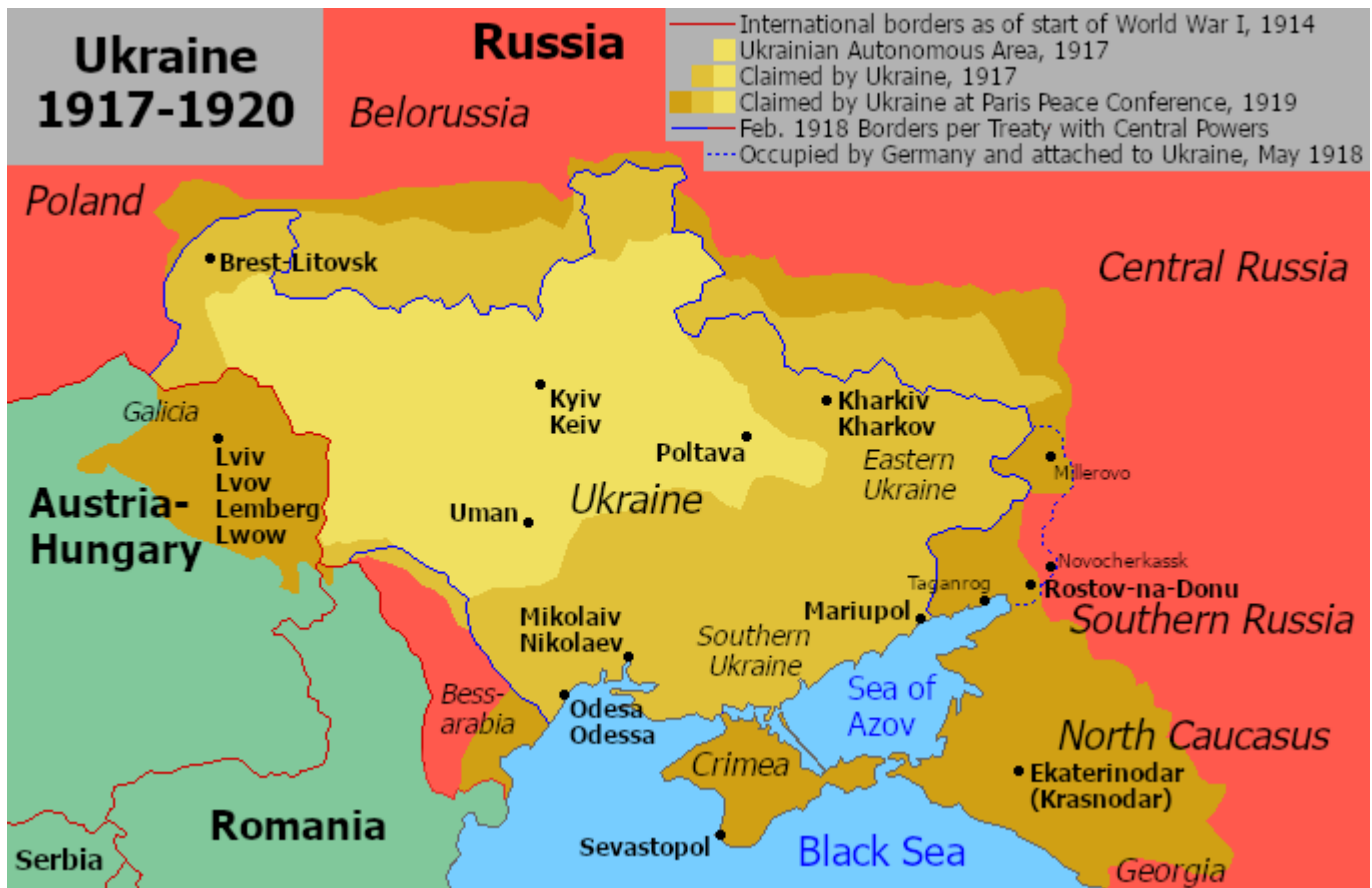 Ukraine
1917-1920
Russia
Belorussia
International borders as of start of World War I, 1914
Ukrainian Autonomous Area, 1917
Claimed by Ukraine, 1917
Claimed by Ukraine at Paris Peace Conference, 1919
Feb. 1918 Borders per Treaty with Central Powers
Occupied by Germany and attached to Ukraine, May 1918
Poland
Brest-Litovsk
Central Russia
Galicia
Kyiv
Keiv
Kharkiv
Kharkov
Lviv
Lvov
Lemberg
Lwow
Poltava
Eastern
Ukraine
Millerovo
Austria-
Hungary
Uman
Ukraine
Novocherkassk
Taganrog
Rostov-na-Donu
Mikolaiv
Nikolaev
Mariupol
Southern Russia
Southern
Ukraine
Bess-
arabia
Odesa
Odessa
Sea of
Azov
North Caucasus
Crimea
Ekaterinodar
(Krasnodar)
Romania
Sevastopol
Black Sea
Serbia
Georgia